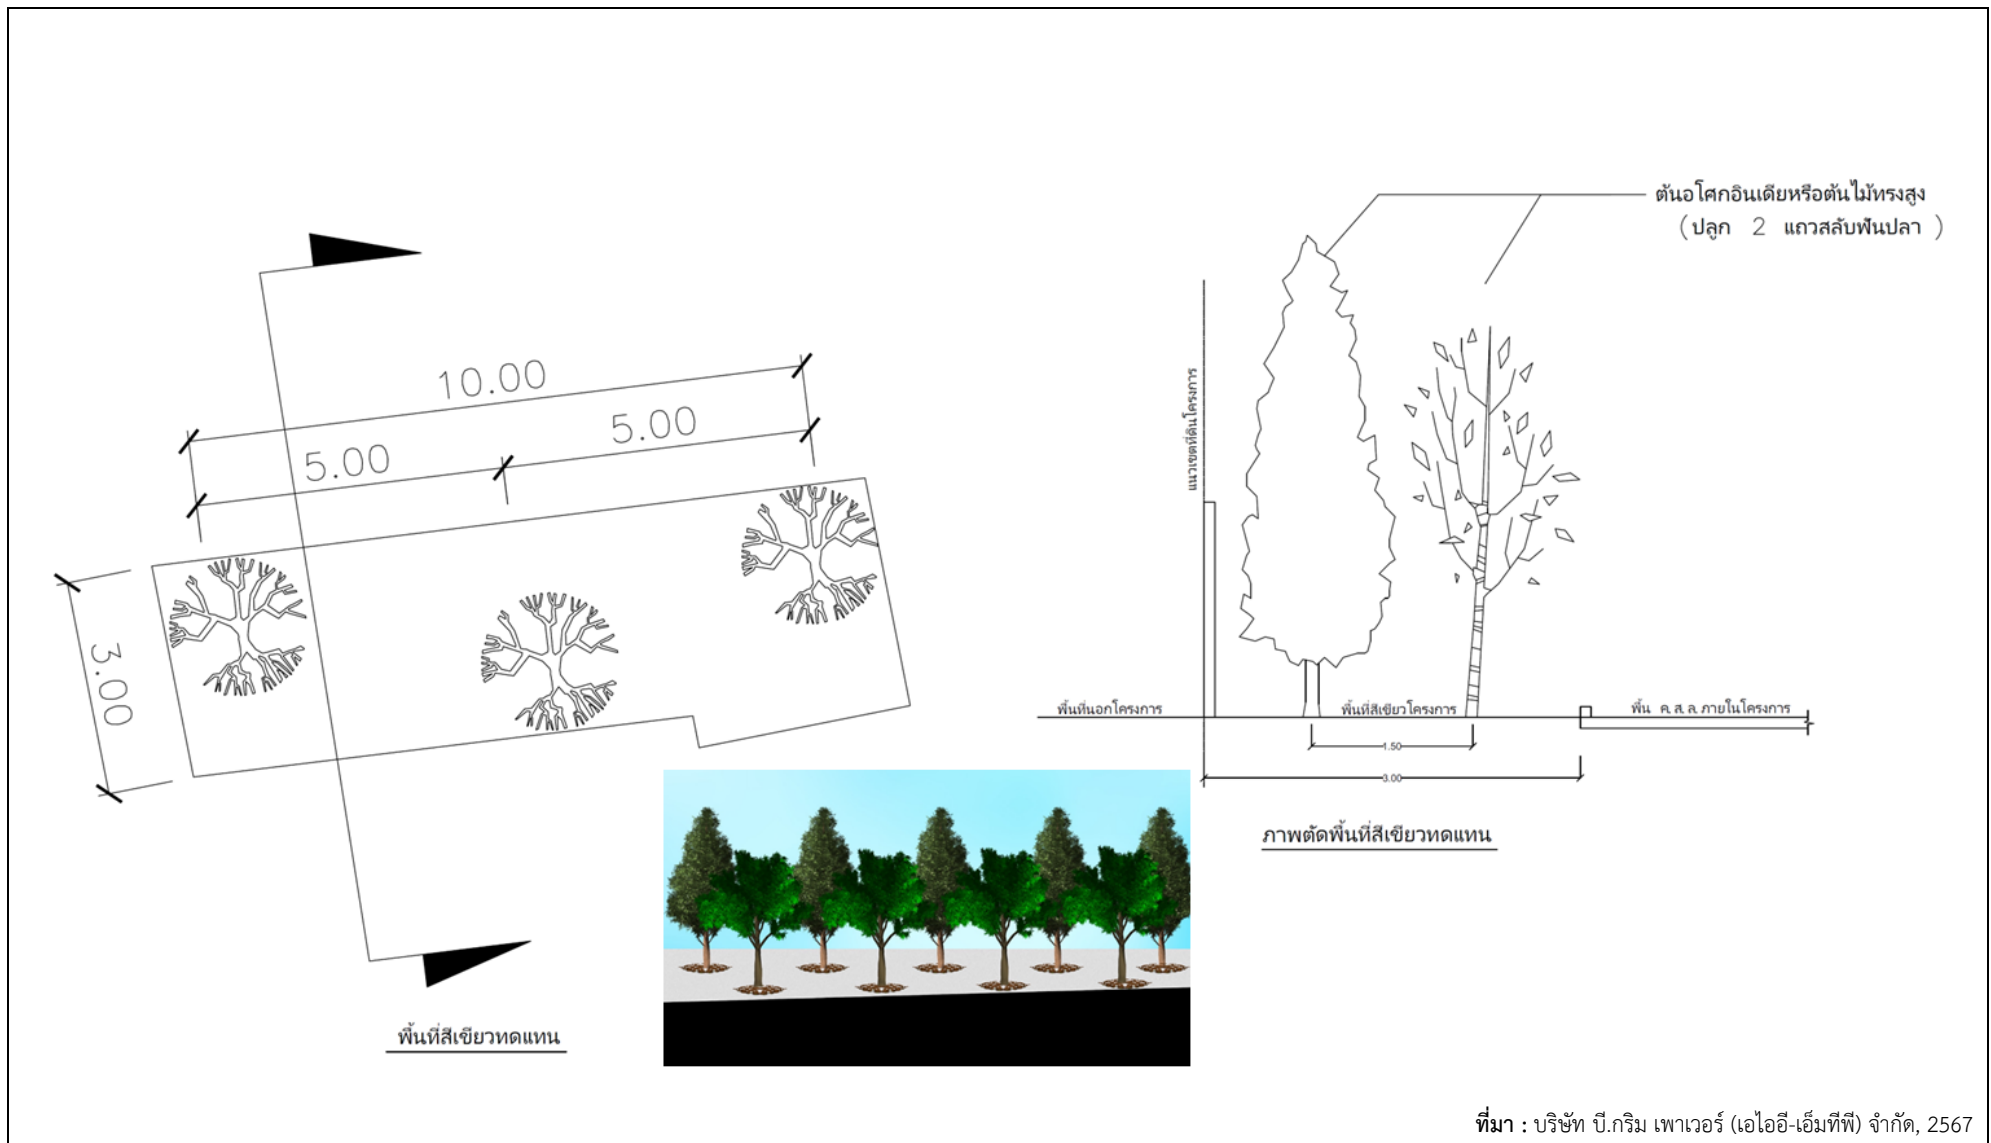 10.00
5.00
5.00
3.00
พื้นที่สีเขียวทดแทน
ต้นอโศกอินเดียหรือต้นไม้ทรงสูง
(ปลูก 2 แถวสลับฟันปลา )
แนวเขตที่ดินโครงการ
พื้นที่นอกโครงการ
พื้นที่สีเขียวโครงการ
พื้น ค.ส.ล.ภายในโครงการ
1.50
3.00
ภาพตัดพื้นที่สีเขียวทดแทน
ที่มา : บริษัท บี.กริม เพาเวอร์ (เอไออี-เอ็มทีพี) จำกัด, 2567